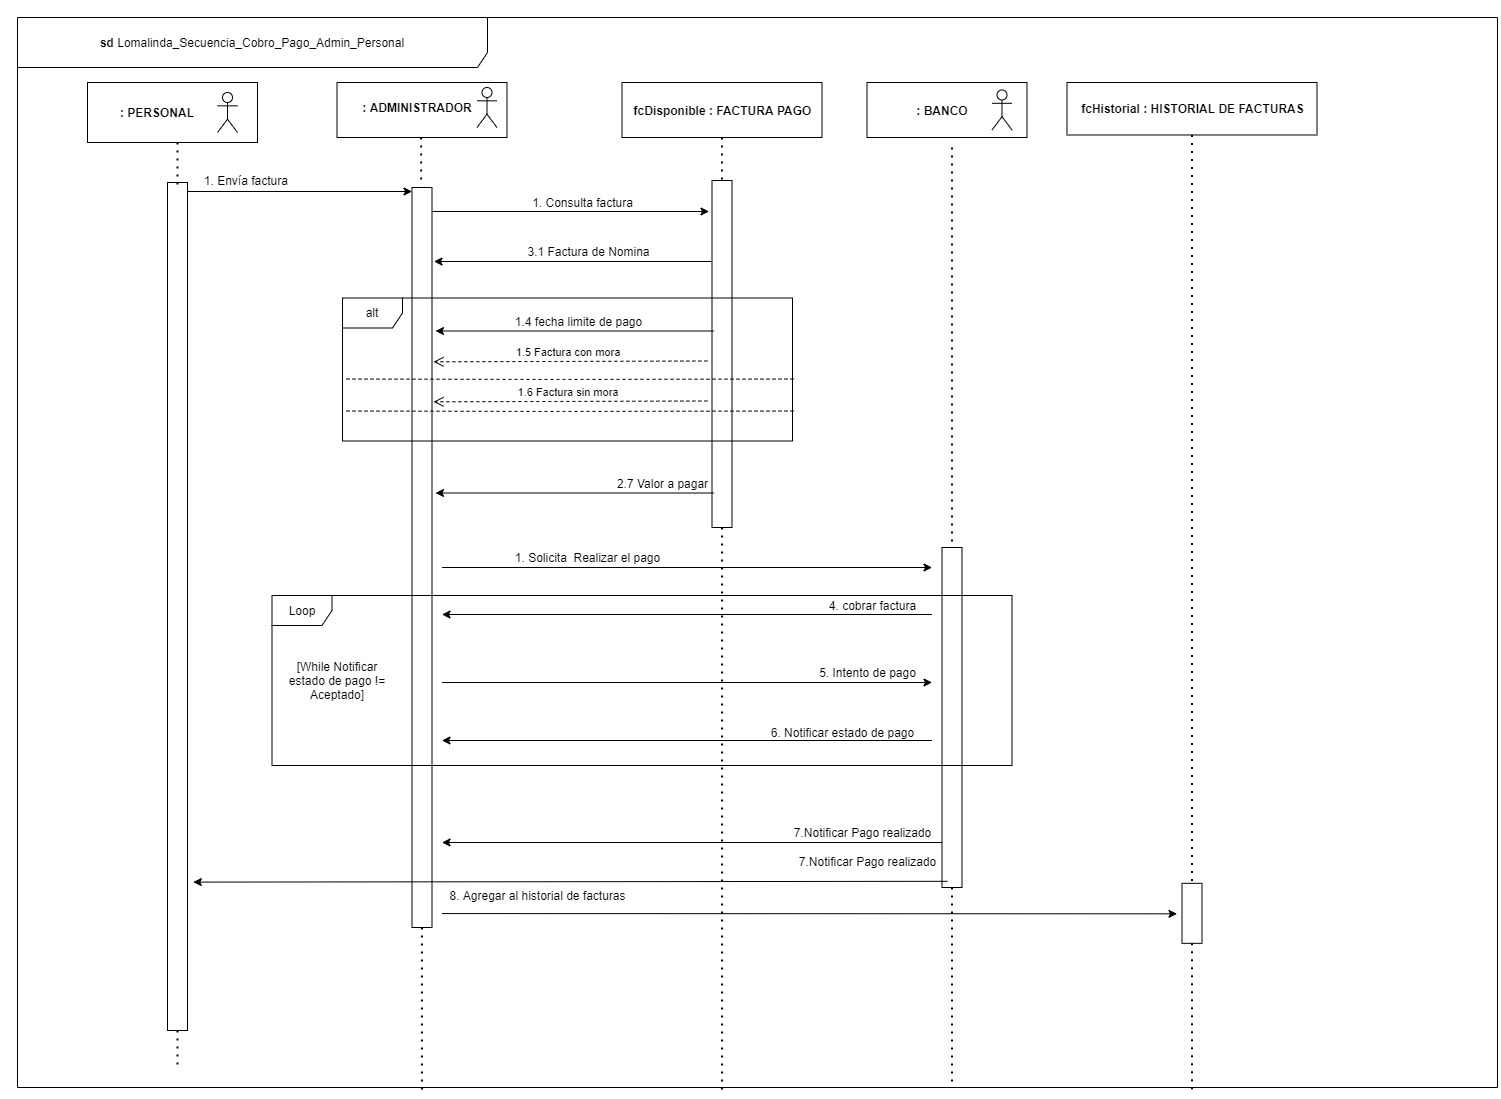 sd Lomalinda_Secuencia_Cobro_Pago_Admin_Personal
: PERSONAL
: ADMINISTRADOR
fcDisponible : FACTURA PAGO
: BANCO
fcHistorial : HISTORIAL DE FACTURAS
1. Envía factura
1. Consulta factura
3.1 Factura de Nomina
alt
1.4 fecha limite de pago
1.5 Factura con mora
1.6 Factura sin mora
2.7 Valor a pagar
1. Solicita  Realizar el pago
Loop
4. cobrar factura
[While Notificar
estado de pago !=
Aceptado]
5. Intento de pago
6. Notificar estado de pago
7.Notificar Pago realizado
7.Notificar Pago realizado
8. Agregar al historial de facturas